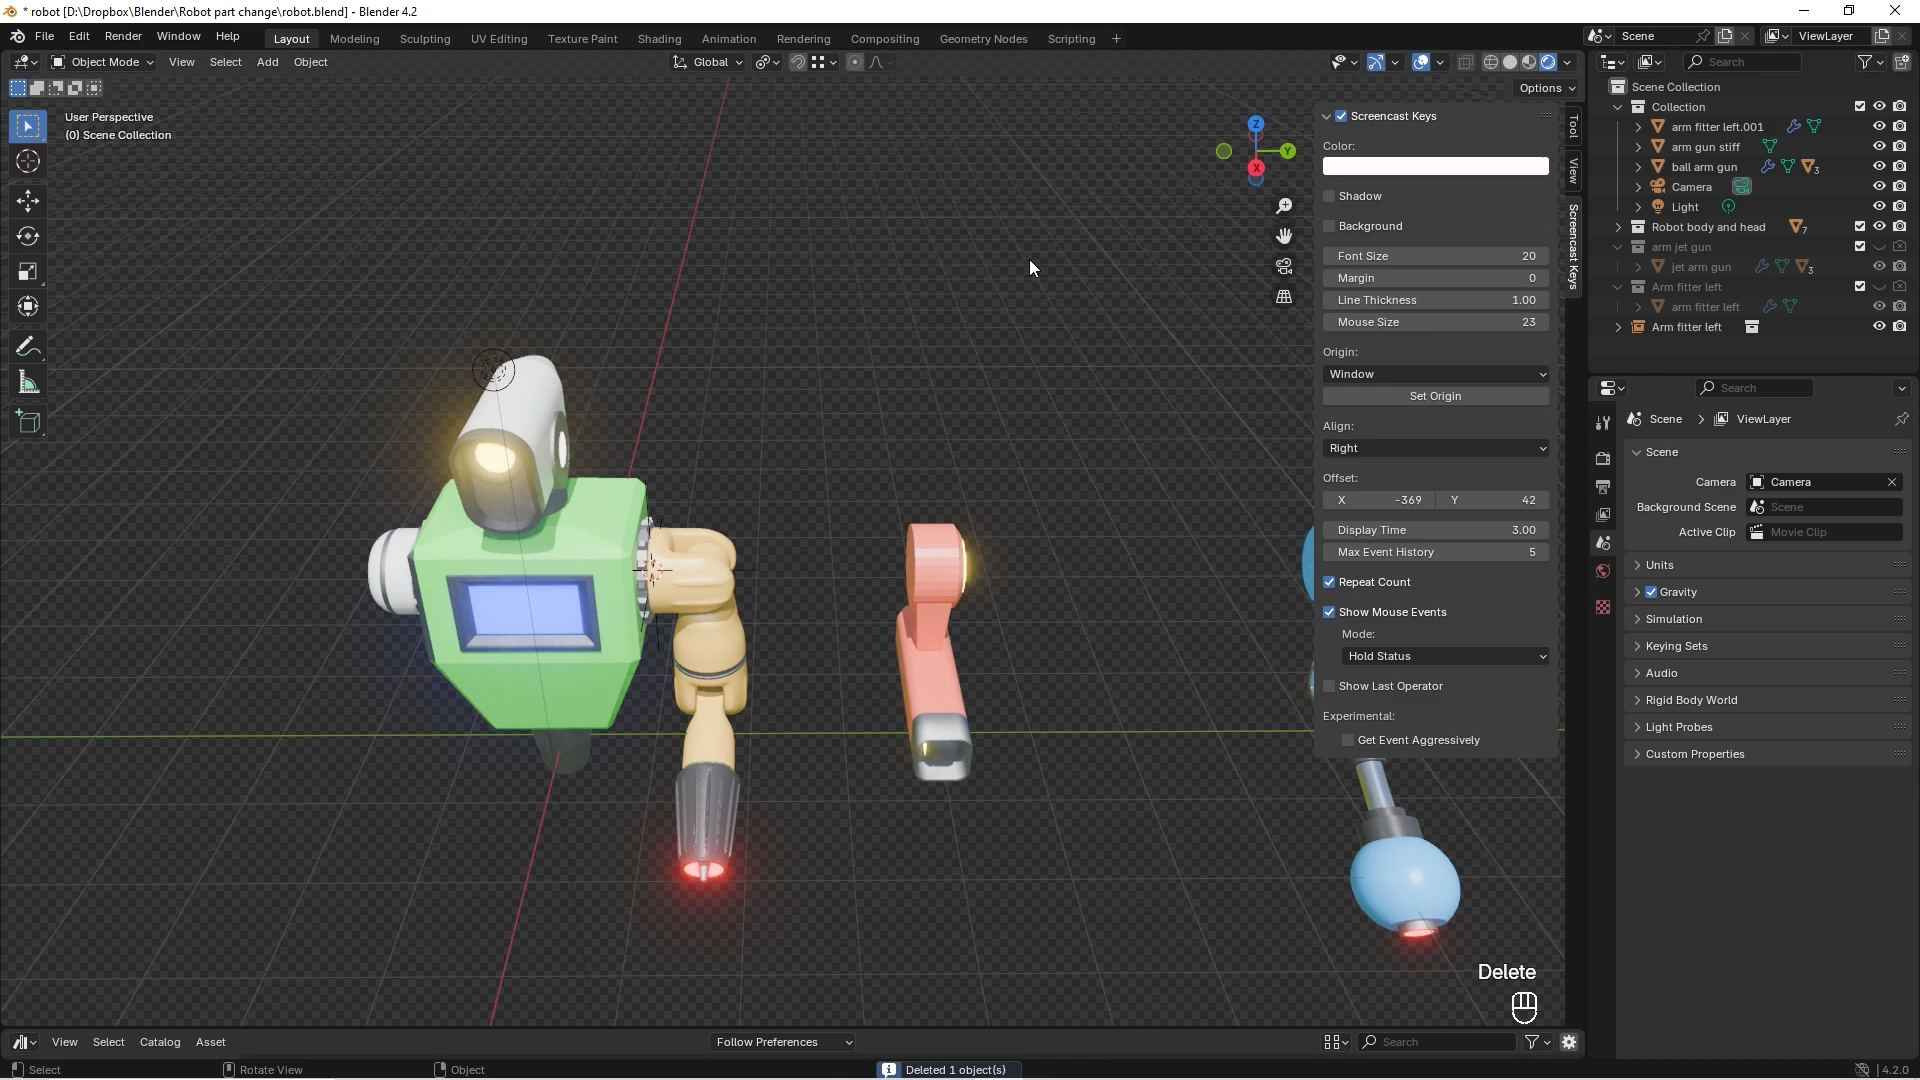 * robot [D:\Dropbox\Blender\Robot part change\robot.blend] - Blender 4.2
File Edit Render Window Help
Layout Modeling Sculpting UV Editing Texture Paint Shading Animation Rendering Compositing Geometry Nodes Scripting +
Scene
ViewLayer
Object Mode View Select Add Object
Global
Options
User Perspective
(0) Scene Collection
Z
Y
X
Screencast Keys
Color:
Shadow
Background
Font Size 20
Margin 0
Line Thickness 1.00
Mouse Size 23
Origin:
Window
Set Origin
Align:
Right
Offset:
X -369 Y 42
Display Time 3.00
Max Event History 5
Repeat Count
Show Mouse Events
Mode:
Hold Status
Show Last Operator
Experimental:
Get Event Aggressively
Tool
View
Screencast Keys
Search
Scene Collection
Collection
arm fitter left.001
arm gun stiff
ball arm gun 3
Camera
Light
Robot body and head 7
arm jet gun
jet arm gun 3
Arm fitter left
arm fitter left
Arm fitter left
Search
Scene > ViewLayer
Scene
Camera Camera
Background Scene Scene
Active Clip Movie Clip
Units
Gravity
Simulation
Keying Sets
Audio
Rigid Body World
Light Probes
Custom Properties
Delete
View Select Catalog Asset
Follow Preferences
Search
Select
Rotate View
Object
Deleted 1 object(s)
4.2.0